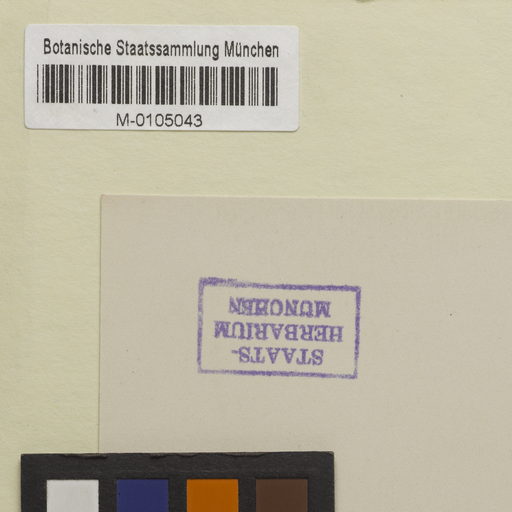 Botanische Staatssammlung München
M-0105043
STAATS-
HERBARIUM
MÜNCHEN